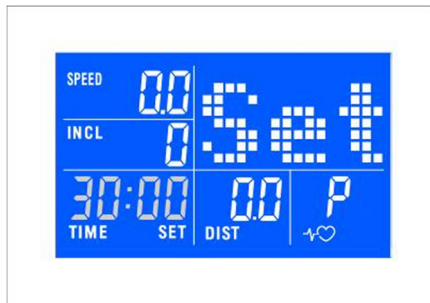 SPEED 0.0
Set
INCL 0
30:00
TIME SET
0.0
DIST
P